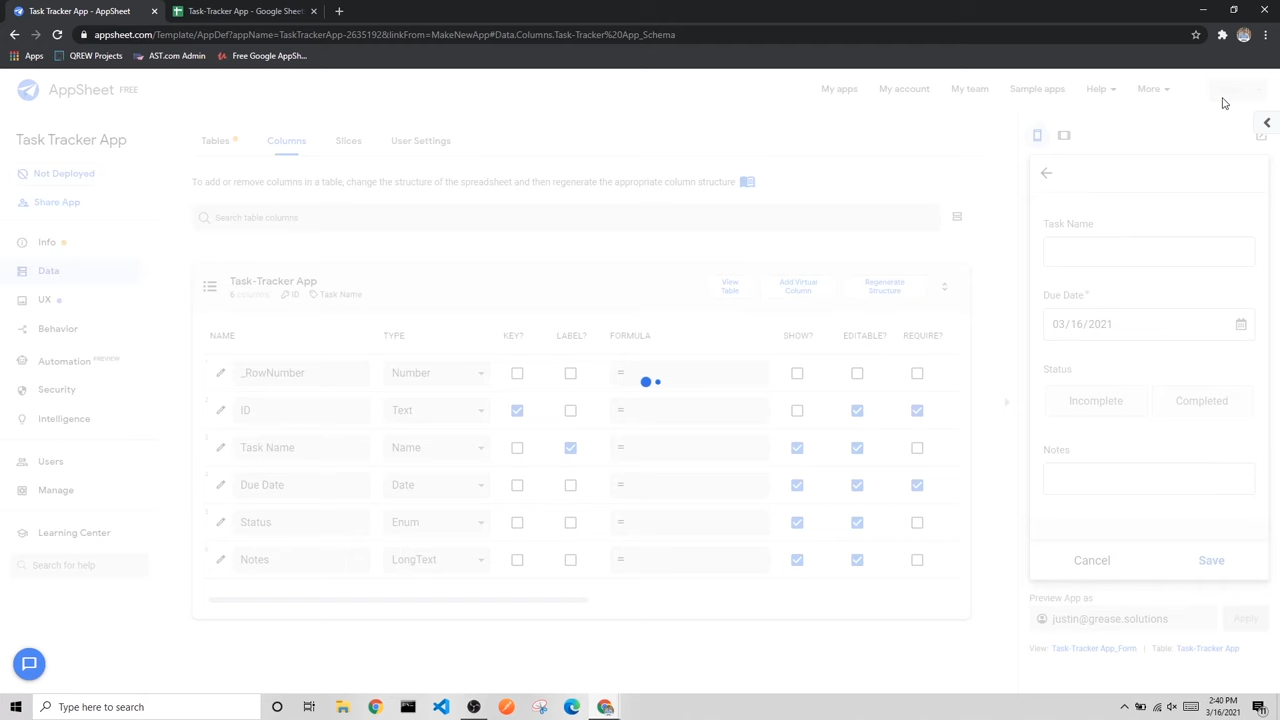 Task Tracker App - AppSheet
Task-Tracker App - Google Sheet
appsheet.com/Template/AppDef?appName=TaskTrackerApp-2635192&linkFrom=MakeNewApp#Data.Columns.Task-Tracker%20App_Schema
Apps
QREW Projects
AST.com Admin
Free Google AppSh...
AppSheet FREE
My apps
My account
My team
Sample apps
Help
More
Task Tracker App
Not Deployed
Share App
Info
Data
UX
Behavior
Automation PREVIEW
Security
Intelligence
Users
Manage
Learning Center
Search for help
Tables
Columns
Slices
User Settings
To add or remove columns in a table, change the structure of the spreadsheet and then regenerate the appropriate column structure
Search table columns
Task-Tracker App
6 columns
ID
Task Name
View
Table
Add Virtual
Column
Regenerate
Structure
NAME TYPE KEY? LABEL? FORMULA SHOW? EDITABLE? REQUIRE?
1 _RowNumber Number =
2 ID Text =
3 Task Name Name =
4 Due Date Date =
5 Status Enum =
6 Notes LongText =
Task Name
Due Date*
03/16/2021
Status
Incomplete
Completed
Notes
Cancel
Save
Preview App as
justin@grease.solutions
Apply
View: Task-Tracker App_Form | Table: Task-Tracker App
Type here to search
2:40 PM
3/16/2021